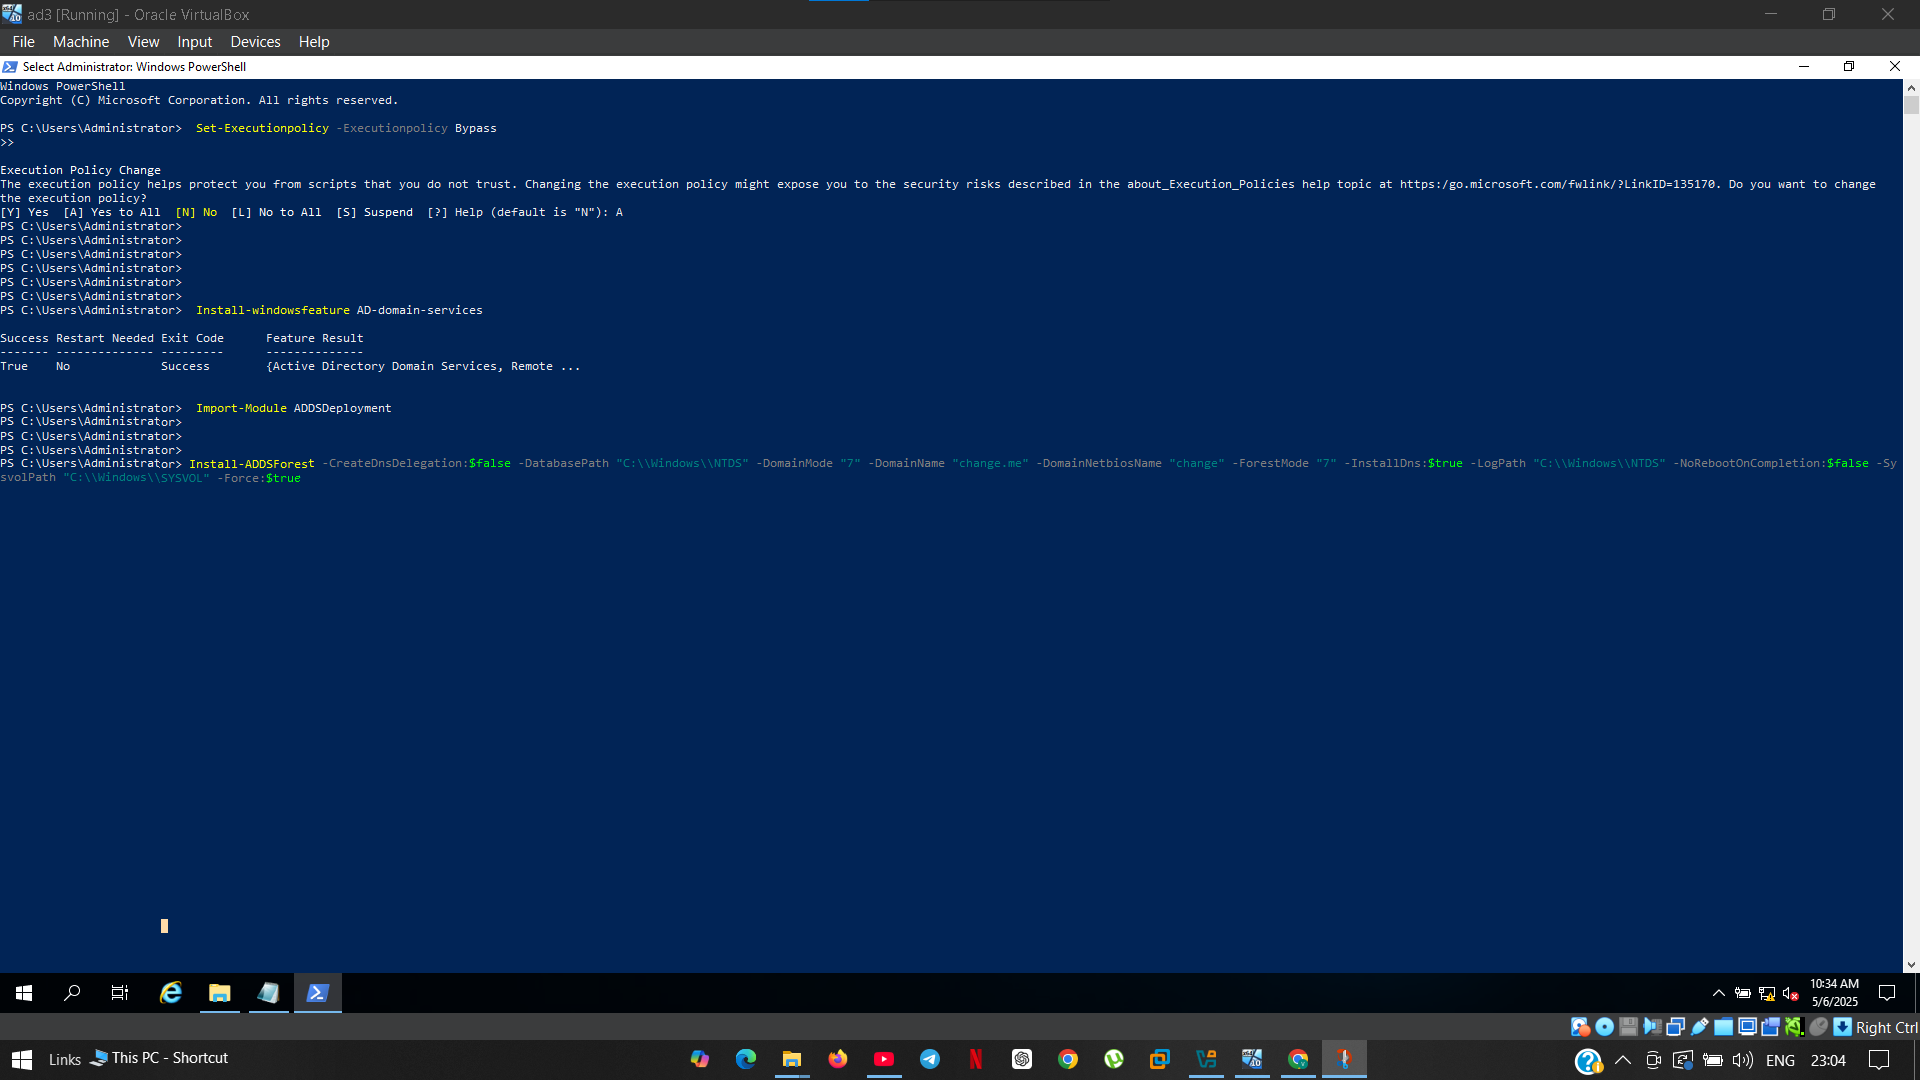 ad3 [Running] - Oracle VirtualBox
File Machine View Input Devices Help
Select Administrator: Windows PowerShell
Windows PowerShell
Copyright (C) Microsoft Corporation. All rights reserved.
PS C:\Users\Administrator>  Set-Executionpolicy -Executionpolicy Bypass
>>
Execution Policy Change
The execution policy helps protect you from scripts that you do not trust. Changing the execution policy might expose you to the security risks described in the about_Execution_Policies help topic at https:/go.microsoft.com/fwlink/?LinkID=135170. Do you want to change
the execution policy?
[Y] Yes  [A] Yes to All  [N] No  [L] No to All  [S] Suspend  [?] Help (default is "N"): A
PS C:\Users\Administrator>
PS C:\Users\Administrator>
PS C:\Users\Administrator>
PS C:\Users\Administrator>
PS C:\Users\Administrator>
PS C:\Users\Administrator>
PS C:\Users\Administrator>  Install-windowsfeature AD-domain-services
Success Restart Needed Exit Code      Feature Result
------- -------------- ---------      --------------
True    No             Success        {Active Directory Domain Services, Remote ...
PS C:\Users\Administrator>  Import-Module ADDSDeployment
PS C:\Users\Administrator>
PS C:\Users\Administrator>
PS C:\Users\Administrator>
PS C:\Users\Administrator> Install-ADDSForest -CreateDnsDelegation:$false -DatabasePath "C:\\Windows\\NTDS" -DomainMode "7" -DomainName "change.me" -DomainNetbiosName "change" -ForestMode "7" -InstallDns:$true -LogPath "C:\\Windows\\NTDS" -NoRebootOnCompletion:$false -Sy
svolPath "C:\\Windows\\SYSVOL" -Force:$true
10:34 AM
5/6/2025
Right Ctrl
Links This PC - Shortcut
ENG 23:04